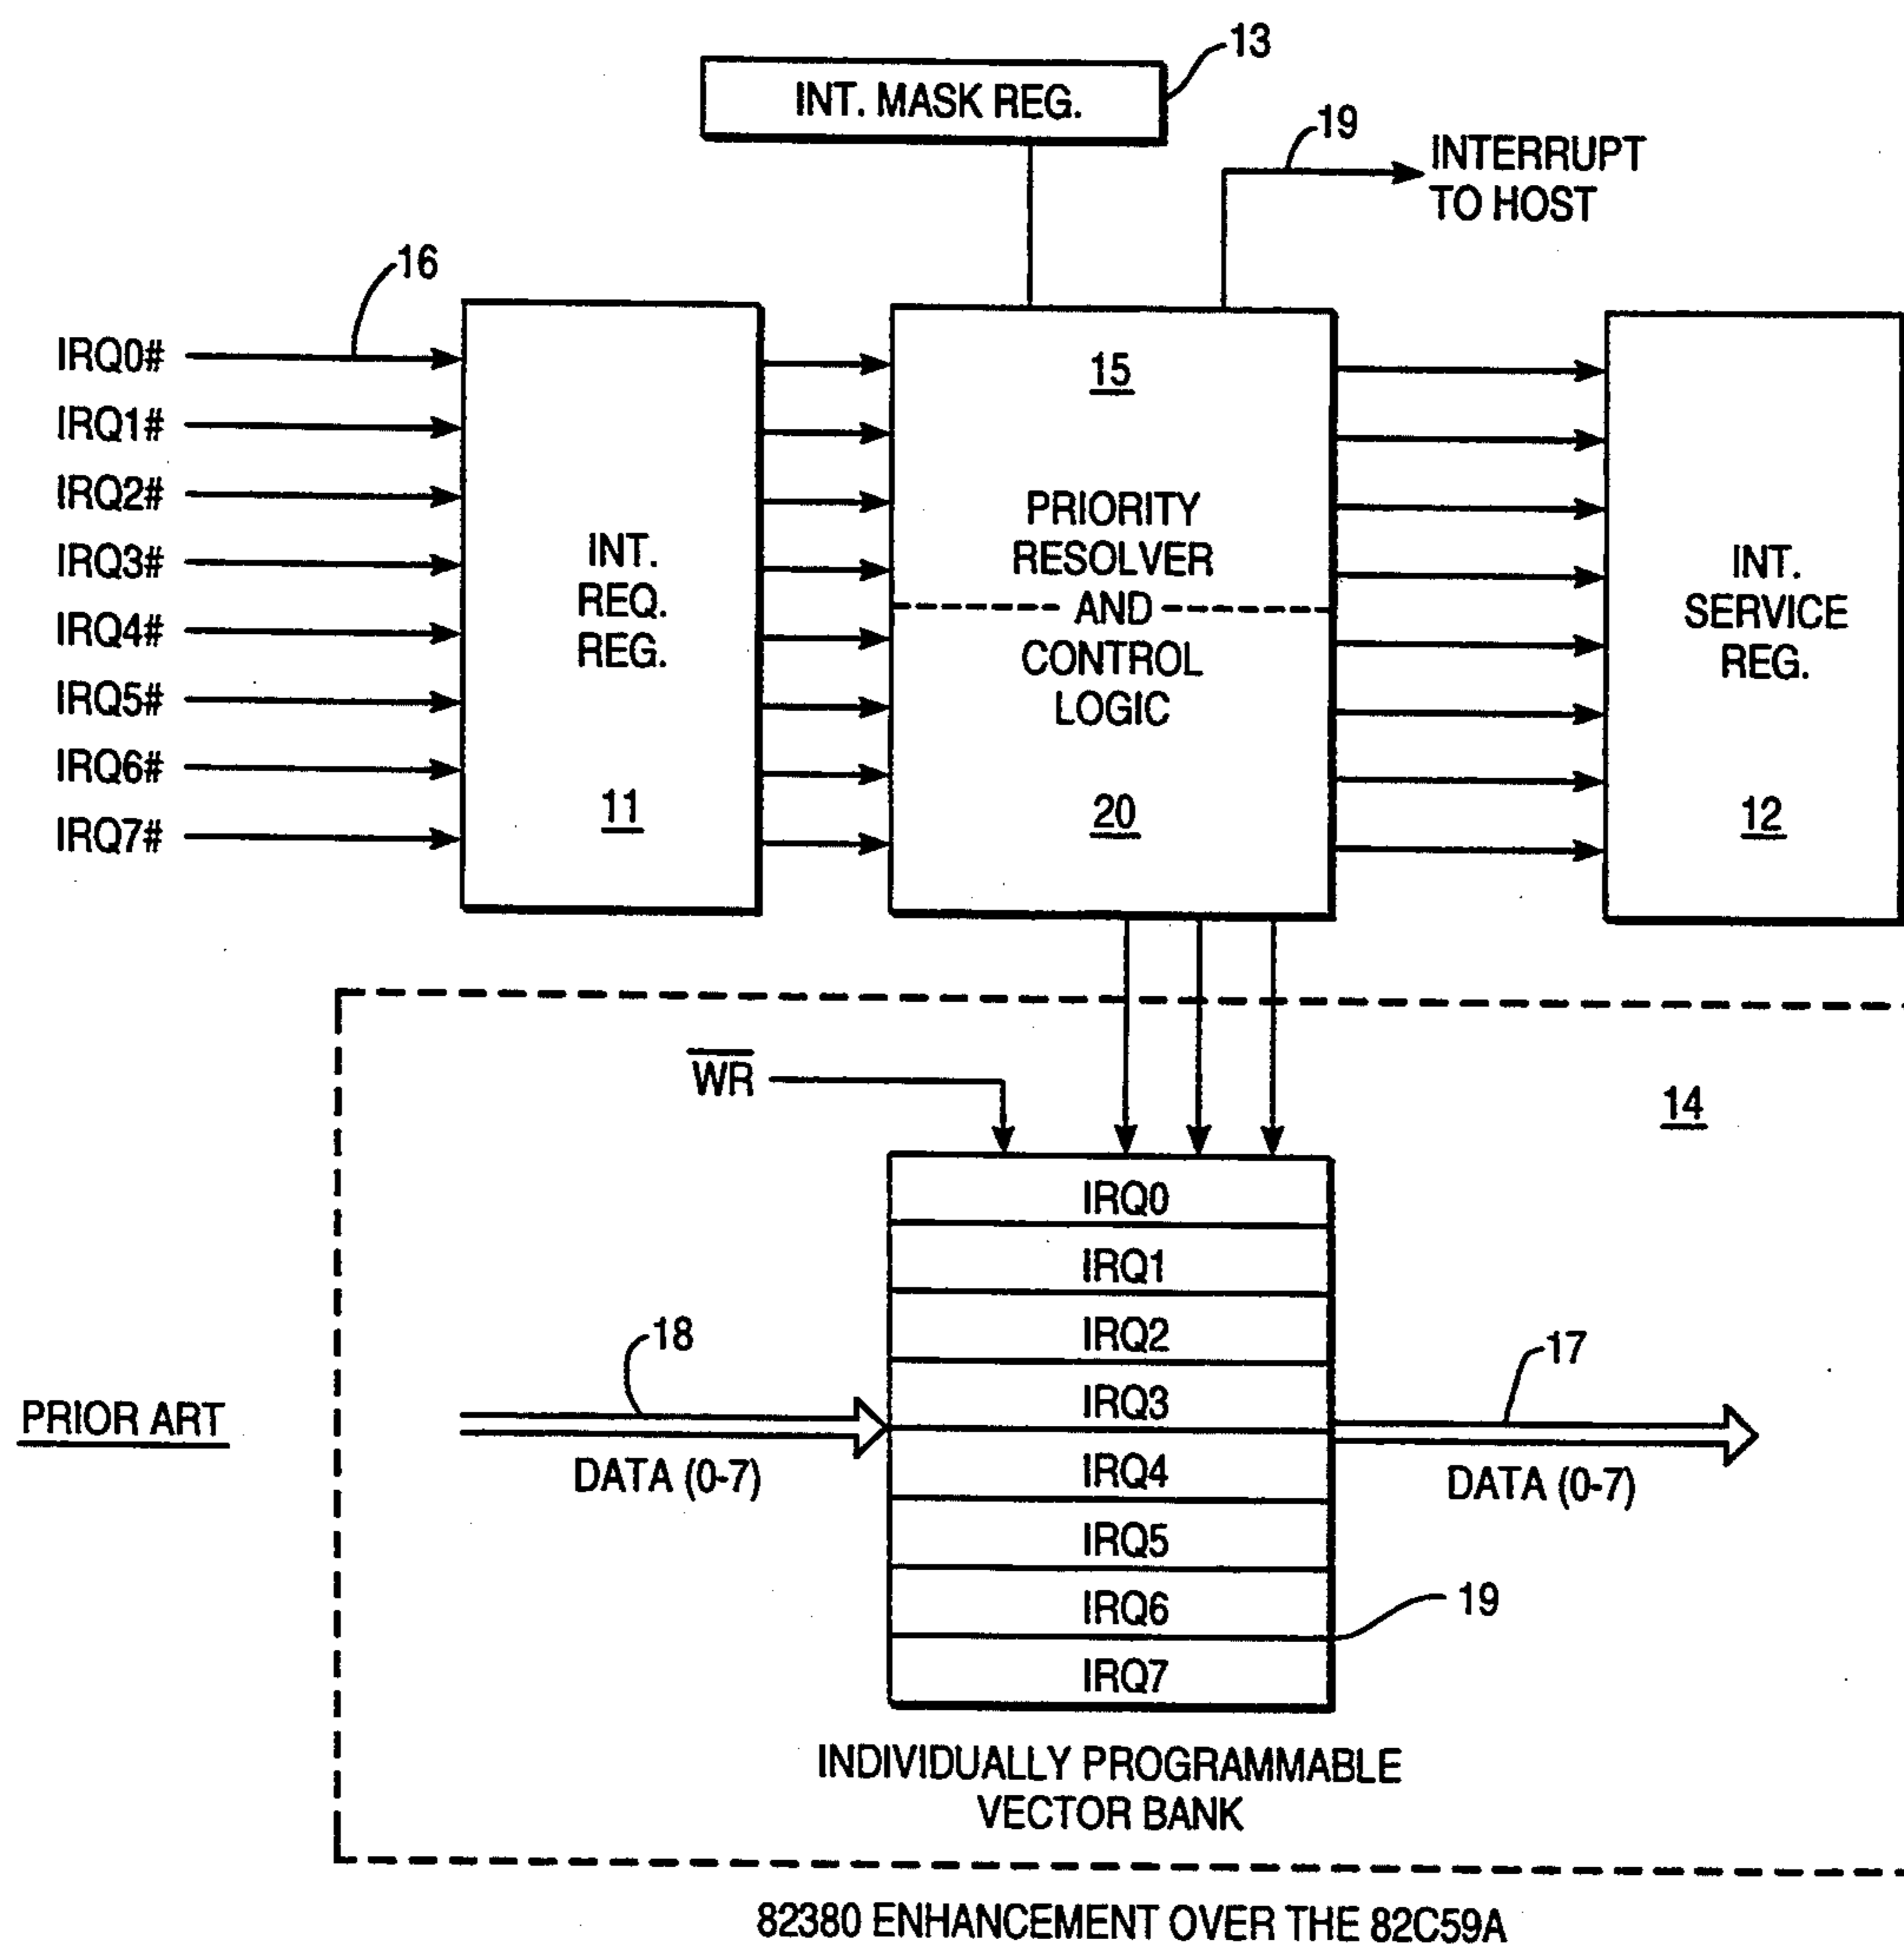 13
INT. MASK REG.
19
INTERRUPT
TO HOST
16
IRQ0#
IRQ1#
IRQ2#
IRQ3#
IRQ4#
IRQ5#
IRQ6#
IRQ7#
INT.
REQ.
REG.
11
15
PRIORITY
RESOLVER
AND
CONTROL
LOGIC
20
INT.
SERVICE
REG.
12
WR
14
IRQ0
IRQ1
IRQ2
IRQ3
IRQ4
IRQ5
IRQ6
IRQ7
18
DATA (0-7)
17
DATA (0-7)
19
PRIOR ART
INDIVIDUALLY PROGRAMMABLE
VECTOR BANK
82380 ENHANCEMENT OVER THE 82C59A